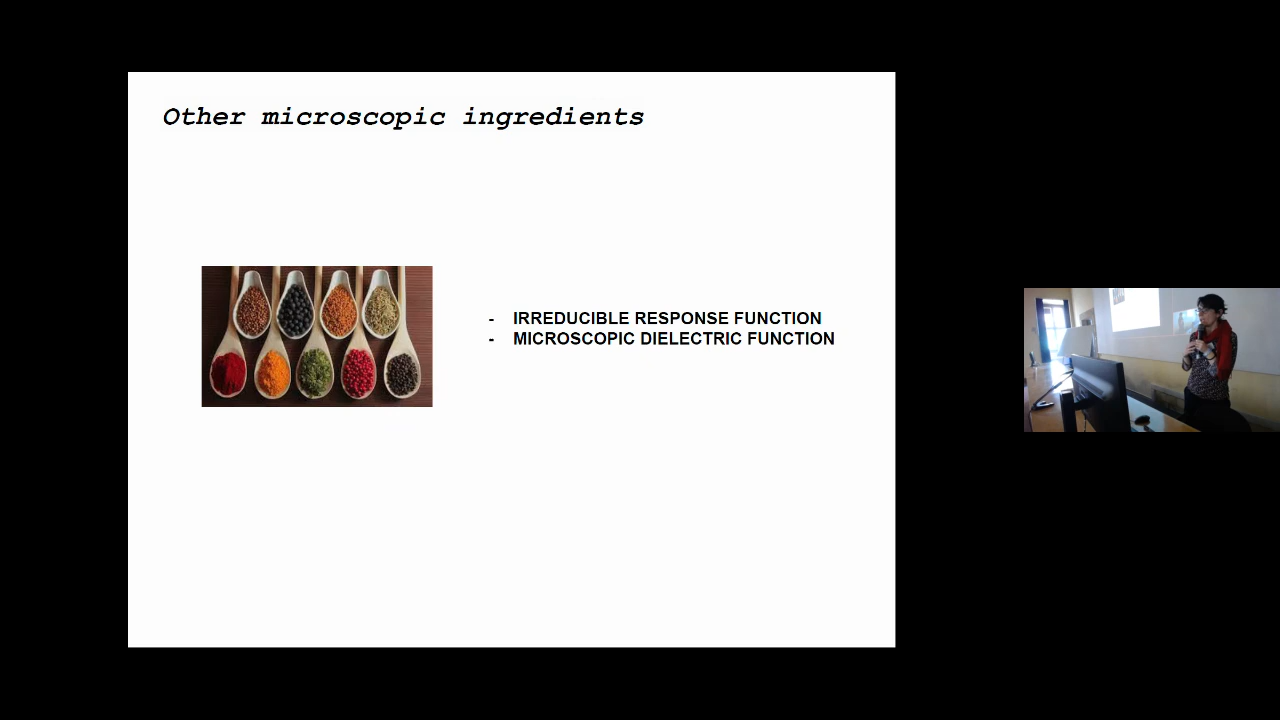 Other microscopic ingredients
- IRREDUCIBLE RESPONSE FUNCTION
- MICROSCOPIC DIELECTRIC FUNCTION